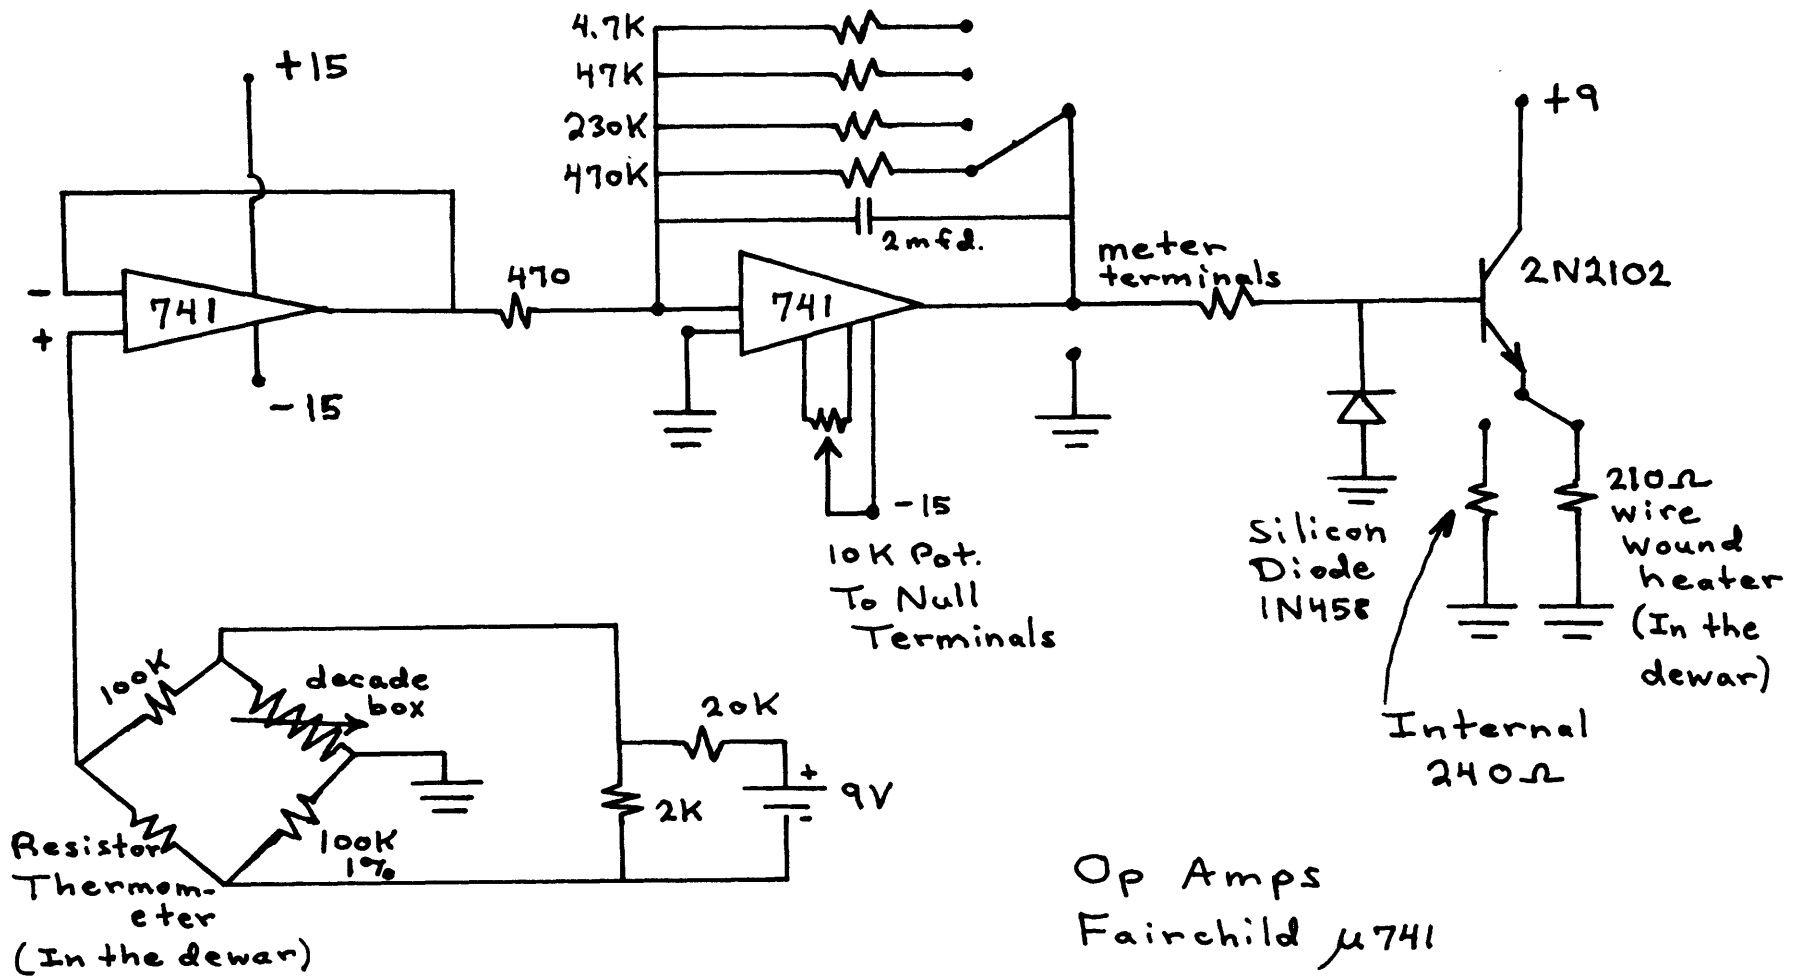 4.7K
47K
230K
470K
2mfd.
+15
-
+
741
-15
470
741
meter
terminals
+9
2N2102
-15
10K Pot.
To Null
Terminals
Silicon
Diode
1N458
210Ω
wire
wound
heater
(In the
dewar)
Internal
240Ω
100K
decade
box
20K
+
9V
-
2K
100K
1%
Resistor
Thermom-
eter
(In the dewar)
Op Amps
Fairchild μ741